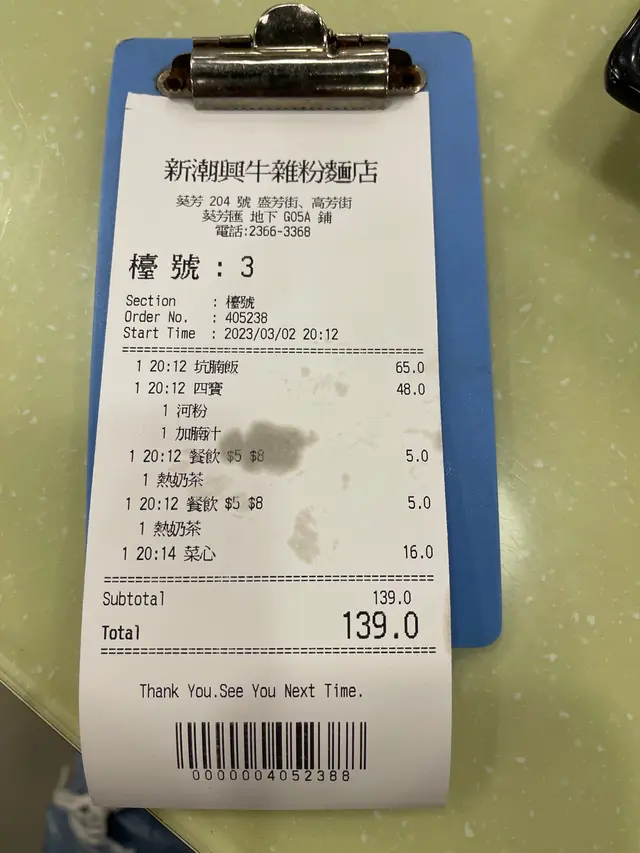 新潮興牛雜粉麵店
葵芳 204 號 盛芳街、高芳街
葵芳匯 地下 G05A 鋪
電話:2366-3368
檯 號 : 3
Section : 檯號
Order No. : 405238
Start Time : 2023/03/02 20:12
1 20:12 坑腩飯 65.0
1 20:12 四寶 48.0
1 河粉
1 加腩汁
1 20:12 餐飲 $5 $8 5.0
1 熱奶茶
1 20:12 餐飲 $5 $8 5.0
1 熱奶茶
1 20:14 菜心 16.0
Subtotal 139.0
Total 139.0
Thank You.See You Next Time.
0000004052388